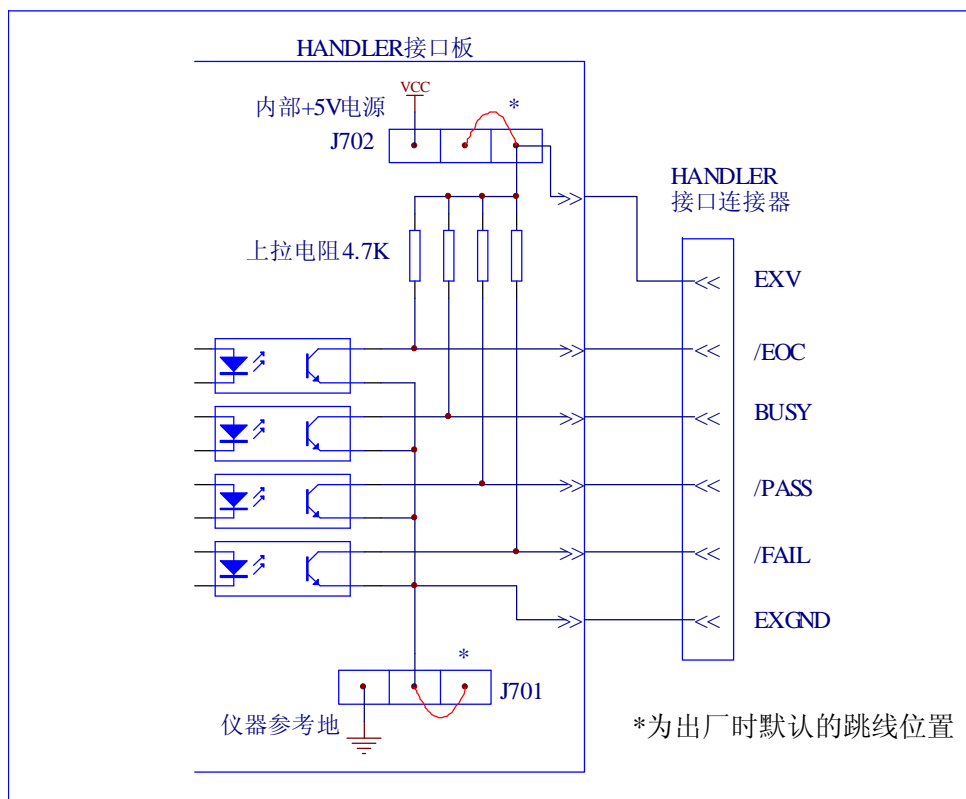 HANDLER接口板
VCC
内部+5V电源
*
J702
HANDLER
接口连接器
上拉电阻4.7K
EXV
/EOC
BUSY
/PASS
/FAIL
EXGND
*
J701
仪器参考地
*为出厂时默认的跳线位置